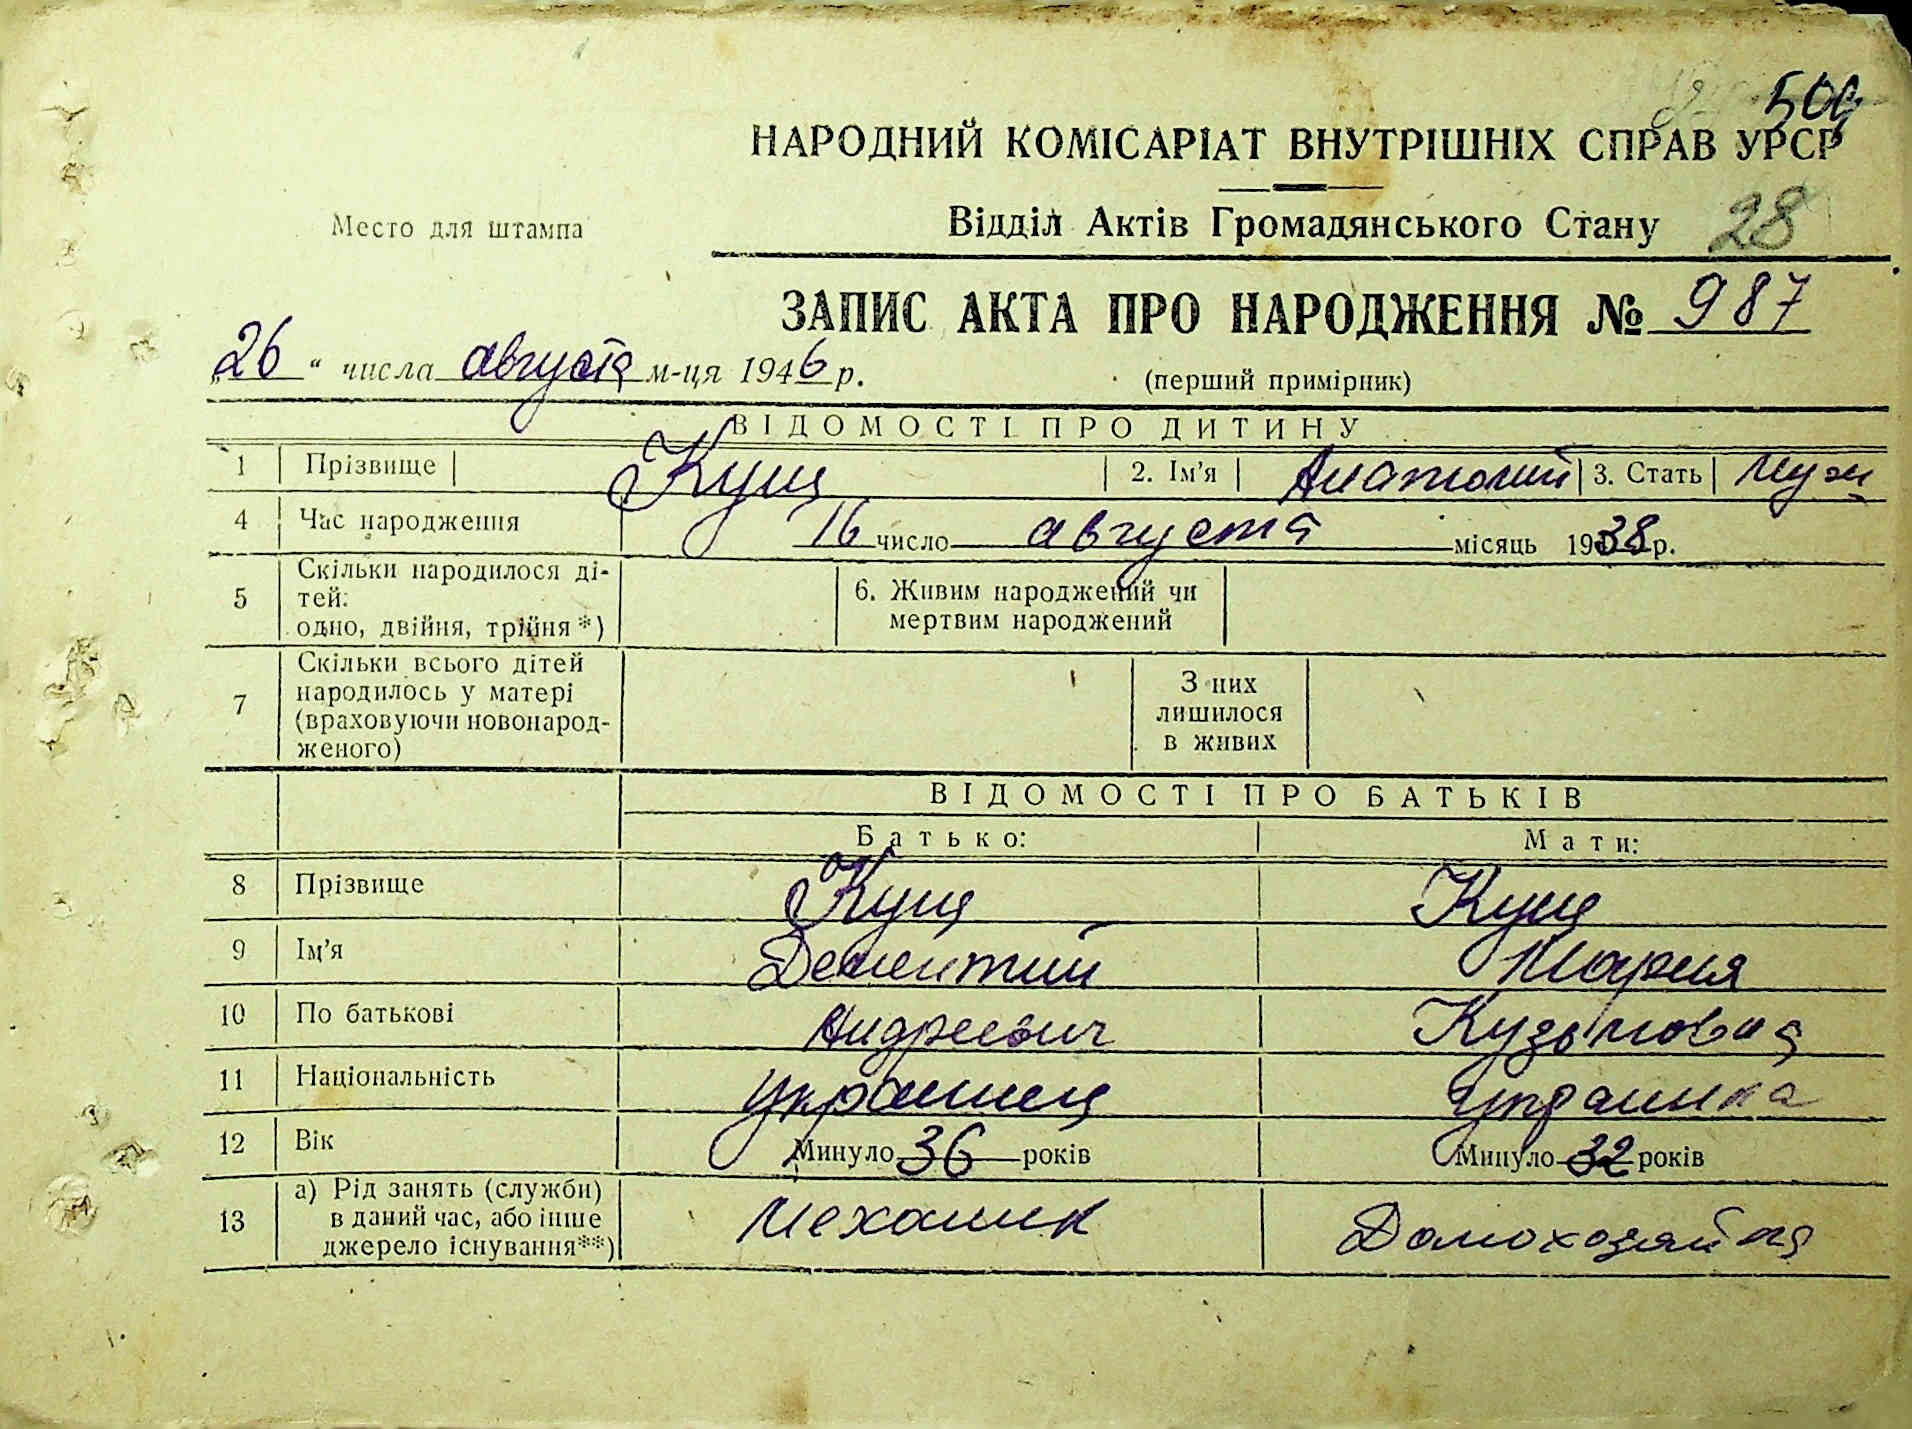 509
НАРОДНИЙ КОМІСАРІАТ ВНУТРІШНІХ СПРАВ УРСР
Место для штампа
Відділ Актів Громадянського Стану 28
ЗАПИС АКТА ПРО НАРОДЖЕННЯ № 987
„26“ числа августа м-ця 1946 р.
(перший примірник)
ВІДОМОСТІ ПРО ДИТИНУ
1 Прізвище Кущ 2. Ім'я Анатолий 3. Стать Муж
4 Час народження 16 число августа місяць 1938 р.
5 Скільки народилося ді-
тей:
одно, двійня, трійня*)
6. Живим народжений чи
мертвим народжений
7 Скільки всього дітей
народилось у матері
(враховуючи новонарод-
женого)
З них
лишилося
в живих
ВІДОМОСТІ ПРО БАТЬКІВ
Батько: Мати:
8 Прізвище Кущ Кущ
9 Ім'я Дементий Мария
10 По батькові Андреевич Кузьмовна
11 Національність украинец Украинка
12 Вік Минуло 36 років Минуло 32 років
13 а) Рід занять (служби)
в даний час, або інше
джерело існування**)
Механик Домохозяйка